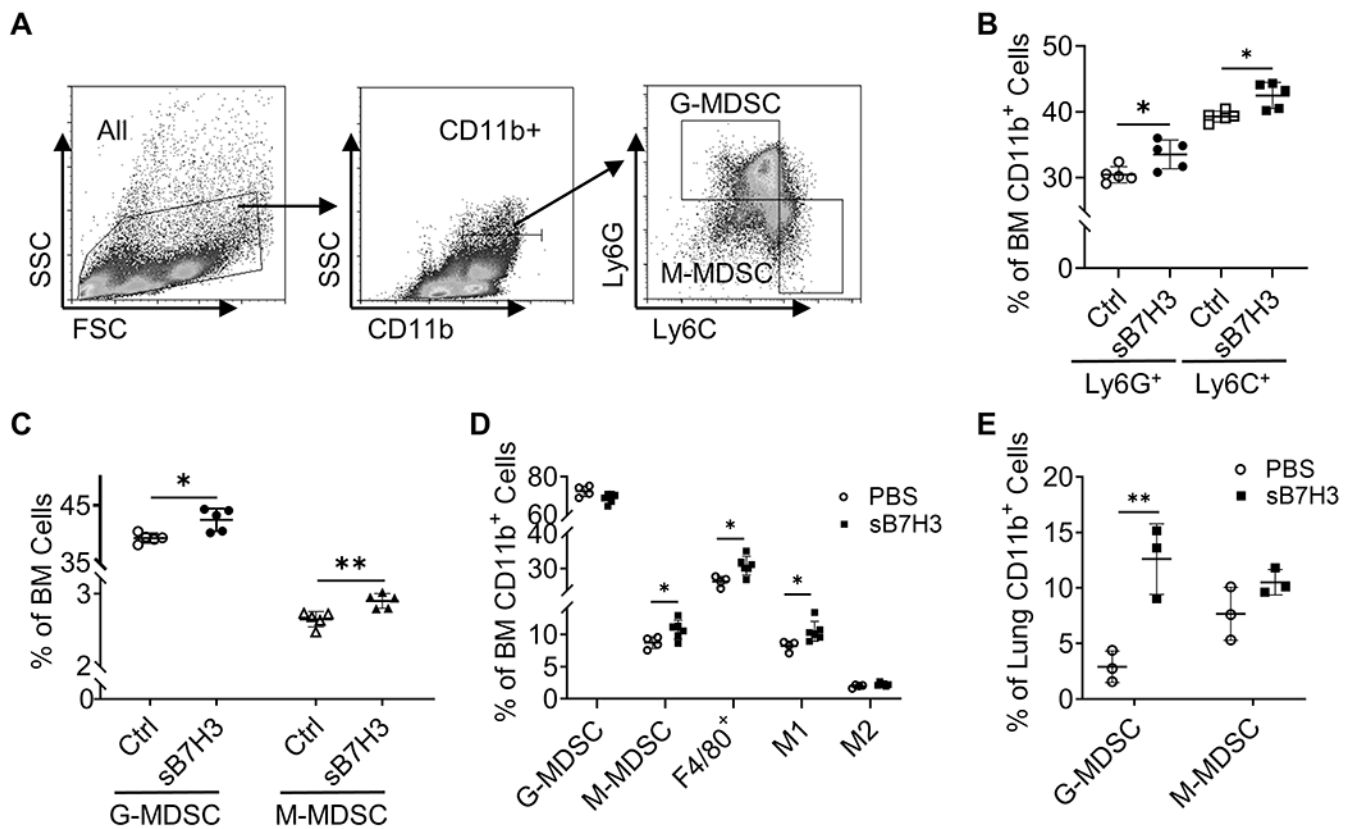 A
All
SSC
FSC
CD11b+
SSC
CD11b
G-MDSC
M-MDSC
Ly6G
Ly6C
B
% of BM CD11b⁺ Cells
50
40
30
0
*
*
Ctrl
sB7H3
Ctrl
sB7H3
Ly6G⁺
Ly6C⁺
C
% of BM Cells
45
35
3
2
0
*
**
Ctrl
sB7H3
Ctrl
sB7H3
G-MDSC
M-MDSC
D
% of BM CD11b⁺ Cells
80
60
40
30
10
5
0
PBS
sB7H3
*
*
*
G-MDSC
M-MDSC
F4/80⁺
M1
M2
E
% of Lung CD11b⁺ Cells
20
15
10
5
0
PBS
sB7H3
**
G-MDSC
M-MDSC